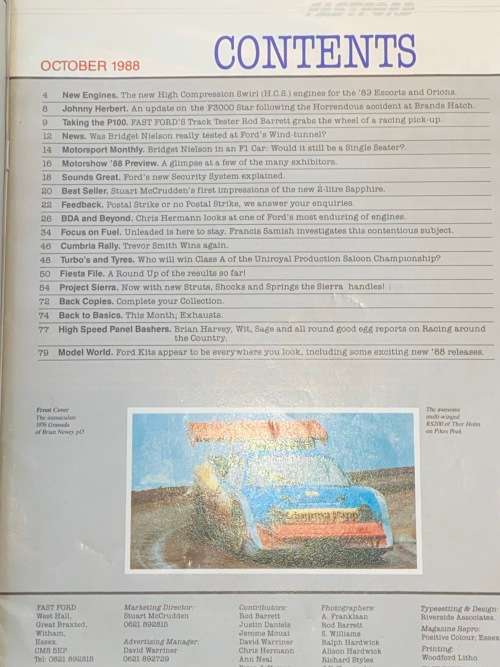 FASTFORD
OCTOBER 1988
CONTENTS
4 New Engines. The new High Compression Swirl (H.C.S.) engines for the '89 Escorts and Orions.
8 Johnny Herbert. An update on the F3000 Star following the Horrendous accident at Brands Hatch.
9 Taking the P100. FAST FORD'S Track Tester Rod Barrett grabs the wheel of a racing pick-up.
12 News. Was Bridget Nielson really tested at Ford's Wind-tunnel?
14 Motorsport Monthly. Bridget Nielson in an F1 Car: Would it still be a Single Seater?.
16 Motorshow '88 Preview. A glimpse at a few of the many exhibitors.
18 Sounds Great. Ford's new Security System explained.
20 Best Seller. Stuart McCrudden's first impressions of the new 2-litre Sapphire.
22 Feedback. Postal Strike or no Postal Strike, we answer your enquiries.
26 BDA and Beyond. Chris Hermann looks at one of Ford's most enduring of engines.
34 Focus on Fuel. Unleaded is here to stay. Francis Samish investigates this contentious subject.
46 Cumbria Rally. Trevor Smith Wins again.
48 Turbo's and Tyres. Who will win Class A of the Uniroyal Production Saloon Championship?
50 Fiesta File. A Round Up of the results so far!
54 Project Sierra. Now with new Struts, Shocks and Springs the Sierra handles!
72 Back Copies. Complete your Collection.
74 Back to Basics. This Month; Exhausts.
77 High Speed Panel Bashers. Brian Harvey, Wit, Sage and all round good egg reports on Racing around
the Country.
79 Model World. Ford Kits appear to be everywhere you look, including some exciting new '88 releases.
Front Cover
The immaculate
1976 Granada
of Brian Newey p13
The awesome
multi-winged
RS200 of Thor Holm
on Pikes Peak
FAST FORD
West Hall,
Great Braxted,
Witham,
Essex.
CM8 3EP.
Tel: 0621 892818
Marketing Director:
Stuart McCrudden
0621 892818
Advertising Manager:
David Warriner
0621 892729
Contributors:
Rod Barrett
Justin Daniels
Jerome Mouat
David Warriner
Chris Hermann
Ann Neal
Photographers:
A. Franklaan
Rod Barrett
S. Williams
Ralph Hardwick
Alison Hardwick
Richard Styles
Typesetting & Design
Riverside Associates.
Magazine Repro:
Positive Colour, Essex
Printing:
Woodford Litho